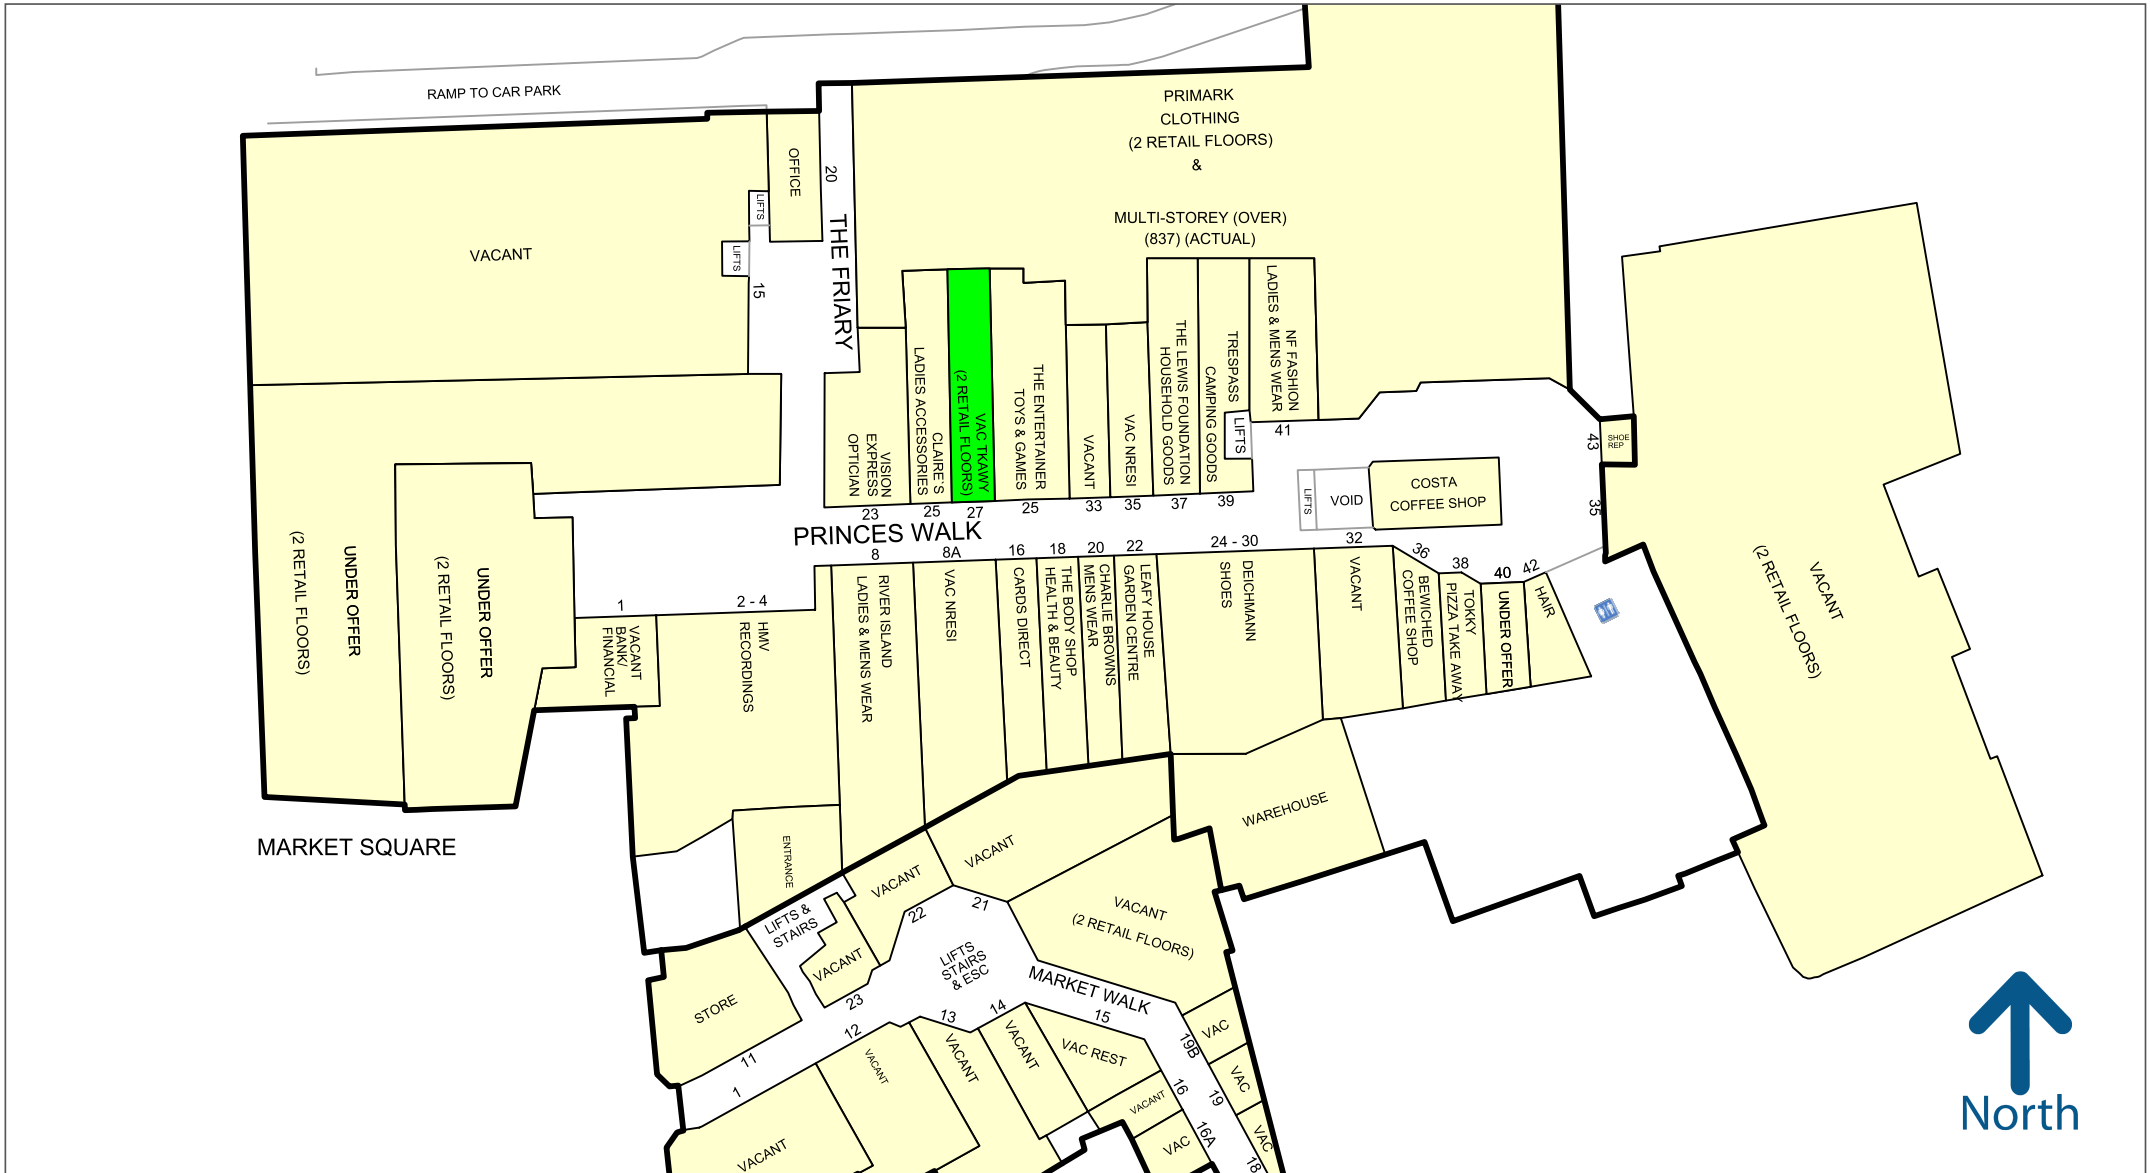 RAMP TO CAR PARK
PRIMARK
CLOTHING
(2 RETAIL FLOORS)
&
MULTI-STOREY (OVER)
(837) (ACTUAL)
OFFICE
20
THE FRIARY
LIFTS
LIFTS
15
VACANT
VISION
EXPRESS
OPTICIAN
CLAIRE'S
LADIES ACCESSORIES
VAC TKAWY
(2 RETAIL FLOORS)
THE ENTERTAINER
TOYS & GAMES
VACANT
VAC NRESI
THE LEWIS FOUNDATION
HOUSEHOLD GOODS
TRESPASS
CAMPING GOODS
LIFTS
NF FASHION
LADIES & MENS WEAR
41
43
SHOE
REP
35
LIFTS
VOID
COSTA
COFFEE SHOP
23
25
27
25
33
35
37
39
PRINCES WALK
8
8A
16
18
20
22
24 - 30
32
36
38
40
42
1
2 - 4
UNDER OFFER
(2 RETAIL FLOORS)
UNDER OFFER
(2 RETAIL FLOORS)
VACANT
BANK/
FINANCIAL
HMV
RECORDINGS
RIVER ISLAND
LADIES & MENS WEAR
VAC NRESI
CARDS DIRECT
THE BODY SHOP
HEALTH & BEAUTY
CHARLIE BROWNS
MENS WEAR
LEAFY HOUSE
GARDEN CENTRE
DEICHMANN
SHOES
VACANT
BEWICHED
COFFEE SHOP
TOKKY
PIZZA TAKE AWAY
UNDER OFFER
HAIR
VACANT
(2 RETAIL FLOORS)
WAREHOUSE
MARKET SQUARE
ENTRANCE
LIFTS &
STAIRS
VACANT
VACANT
VACANT
22
21
VACANT
(2 RETAIL FLOORS)
LIFTS
STAIRS
& ESC
MARKET WALK
STORE
23
11
12
13
14
15
1
VACANT
VACANT
VACANT
VACANT
VAC REST
VACANT
VAC
16
16A
19B
19
18
VAC
VAC
VAC
North